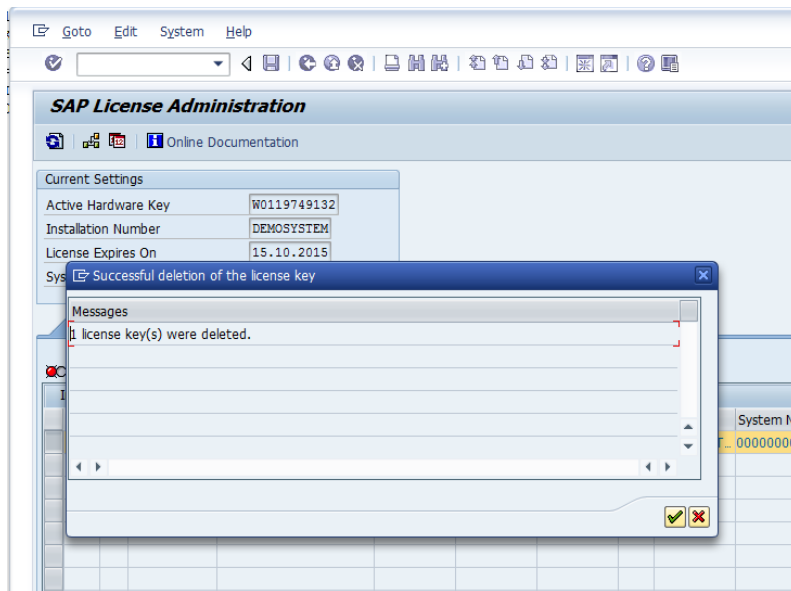 Goto Edit System Help
SAP License Administration
Online Documentation
Current Settings
Active Hardware Key W0119749132
Installation Number DEMOSYSTEM
License Expires On 15.10.2015
Sys
Successful deletion of the license key
Messages
1 license key(s) were deleted.
I
System N
T... 0000000